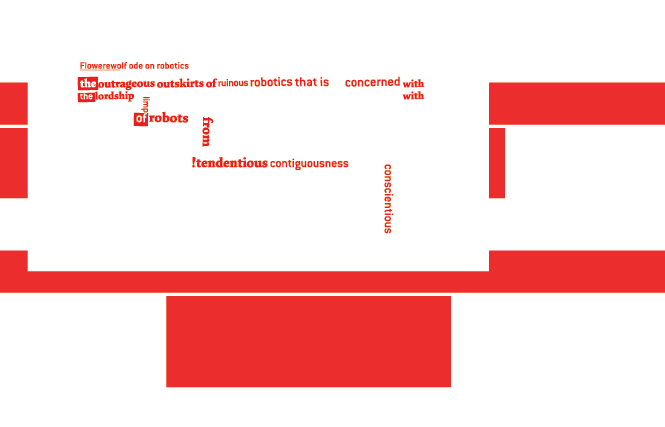 Flowerewolf ode on robotics
the outrageous outskirts of ruinous robotics that is concerned with
the lordship with
limps
of robots
from
!tendentious contiguousness
conscientious